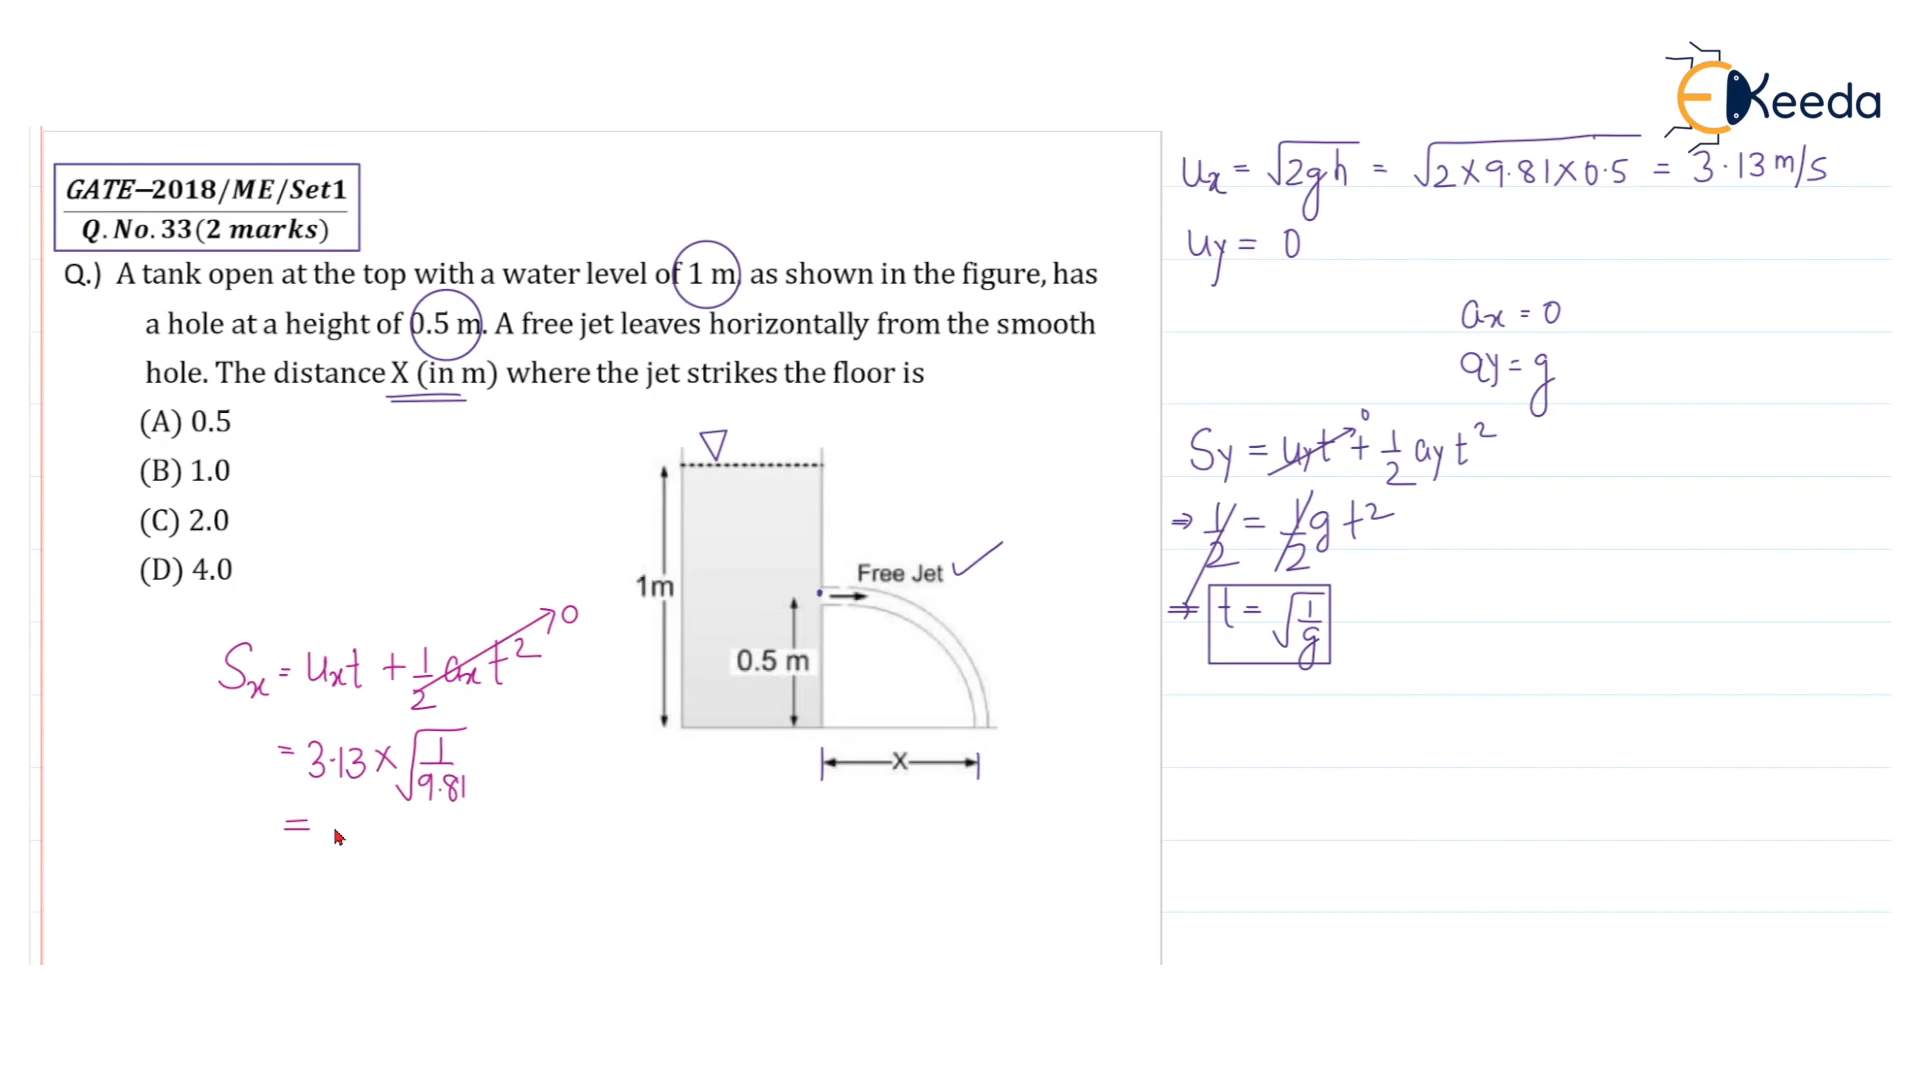 EKeeda
GATE–2018/ME/Set1
Q. No. 33(2 marks)
Q.) A tank open at the top with a water level of 1 m, as shown in the figure, has
a hole at a height of 0.5 m. A free jet leaves horizontally from the smooth
hole. The distance X (in m) where the jet strikes the floor is
(A) 0.5
(B) 1.0
(C) 2.0
(D) 4.0
Free Jet
1m
0.5 m
X
Sx = uxt + 1/2 axt² → 0
= 3.13 × √(1/9.81)
=
ux = √2gh = √2×9.81×0.5 = 3.13 m/s
uy = 0
ax = 0
ay = g
Sy = uyt → 0 + 1/2 ay t²
⇒ 1/2 = 1/2 g t²
⇒ t = √(1/g)